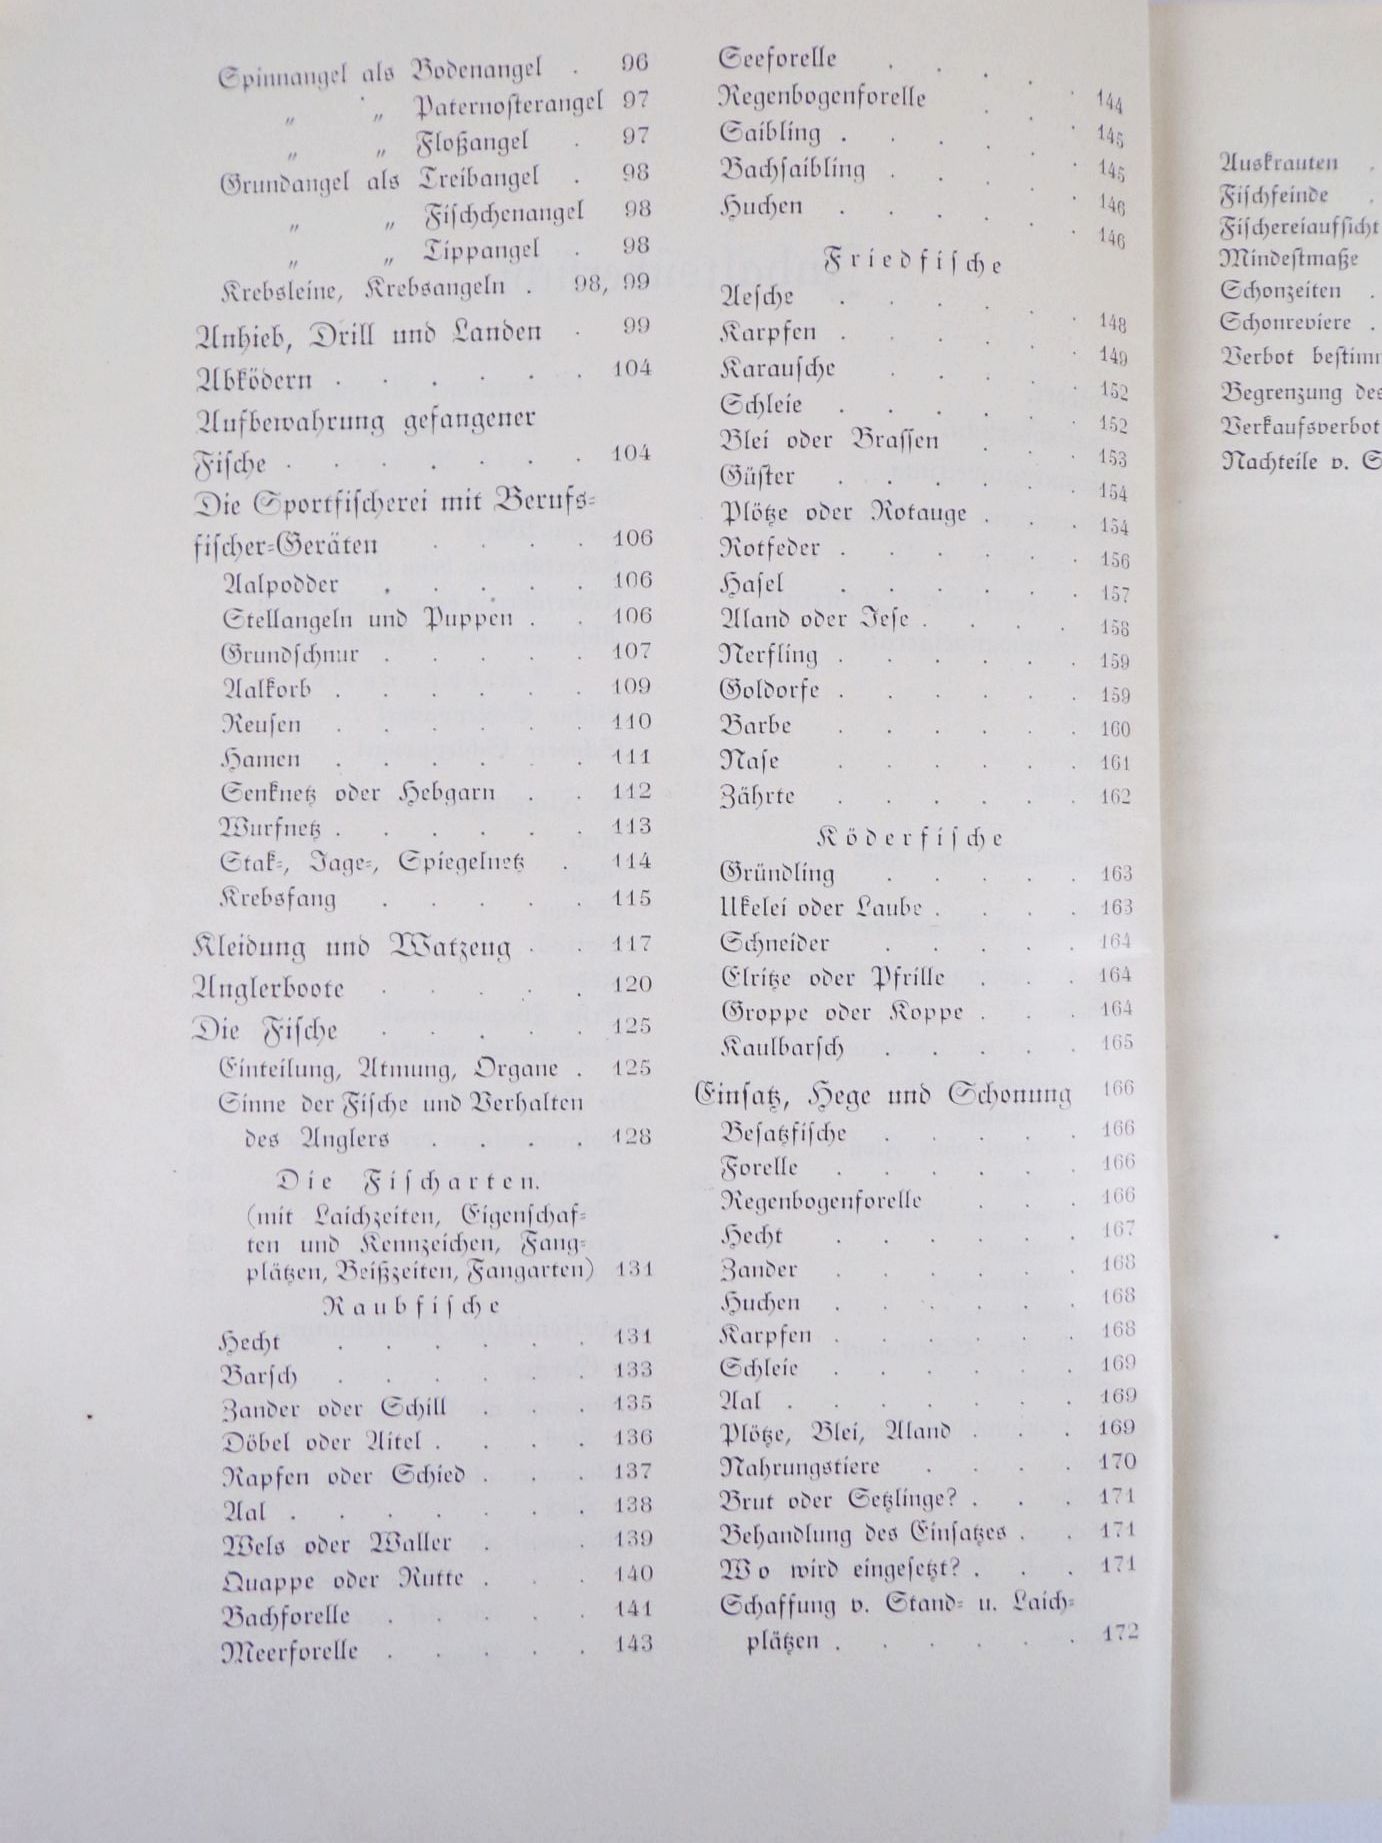 Spinnangel als Bodenangel . 96
„ „ Paternoſterangel 97
„ „ Floßangel . 97
Grundangel als Treibangel . 98
„ „ Fiſchchenangel 98
„ „ Tippangel . 98
Krebsleine, Krebsangeln . 98, 99
Anhieb, Drill und Landen . 99
Abködern . . . . . . 104
Aufbewahrung gefangener
Fiſche . . . . . . . 104
Die Sportfiſcherei mit Berufs-
fiſcher-Geräten . . . . 106
Aalpodder . . . . . 106
Stellangeln und Puppen . . 106
Grundſchnur . . . . . 107
Aalkorb . . . . . . 109
Reuſen . . . . . . 110
Hamen . . . . . . 111
Senknetz oder Hebgarn . . 112
Wurfnetz . . . . . . 113
Stak-, Jage-, Spiegelnetz . 114
Krebsfang . . . . . 115
Kleidung und Watzeug . . 117
Anglerboote . . . . . 120
Die Fiſche . . . . . 125
Einteilung, Atmung, Organe . 125
Sinne der Fiſche und Verhalten
des Anglers . . . . 128
Die Fiſcharten.
(mit Laichzeiten, Eigenſchaf-
ten und Kennzeichen, Fang-
plätzen, Beißzeiten, Fangarten) 131
Raubfiſche
Hecht . . . . . . 131
Barſch . . . . . . 133
Zander oder Schill . . . 135
Döbel oder Aitel . . . . 136
Rapfen oder Schied . . . 137
Aal . . . . . . . 138
Wels oder Waller . . 139
Quappe oder Rutte . . . 140
Bachforelle . . . . . 141
Meerforelle . . . . . 143
Seeforelle . . . . . 144
Regenbogenforelle . . . 145
Saibling . . . . . . 145
Bachſaibling . . . . . 146
Huchen . . . . . . 146
Friedfiſche
Aeſche . . . . . . 148
Karpfen . . . . . . 149
Karauſche . . . . . 152
Schleie . . . . . . 152
Blei oder Braſſen . . . 153
Güſter . . . . . . 154
Plötze oder Rotauge . . . 154
Rotfeder . . . . . . 156
Haſel . . . . . . 157
Aland oder Jeſe . . . . 158
Nerfling . . . . . . 159
Goldorfe . . . . . . 159
Barbe . . . . . . 160
Naſe . . . . . . 161
Zährte . . . . . . 162
Köderfiſche
Gründling . . . . . 163
Ukelei oder Laube . . . . 163
Schneider . . . . . 164
Elritze oder Pfrille . . . 164
Groppe oder Koppe . . . 164
Kaulbarſch . . . . . 165
Einſatz, Hege und Schonung 166
Beſatzfiſche . . . . . 166
Forelle . . . . . . 166
Regenbogenforelle . . . 166
Hecht . . . . . . 167
Zander . . . . . . 168
Huchen . . . . . . 168
Karpfen . . . . . . 168
Schleie . . . . . . 169
Aal . . . . . . . 169
Plötze, Blei, Aland . . . 169
Nahrungstiere . . . . 170
Brut oder Setzlinge? . . . 171
Behandlung des Einſatzes . . 171
Wo wird eingeſetzt? . . . 171
Schaffung v. Stand- u. Laich-
plätzen . . . . . . 172
Auskrauten .
Fiſchfeinde .
Fiſchereiaufſicht
Mindeſtmaße
Schonzeiten .
Schonreviere .
Verbot
Begrenzung
Verkaufsverbot
Nachteile v.